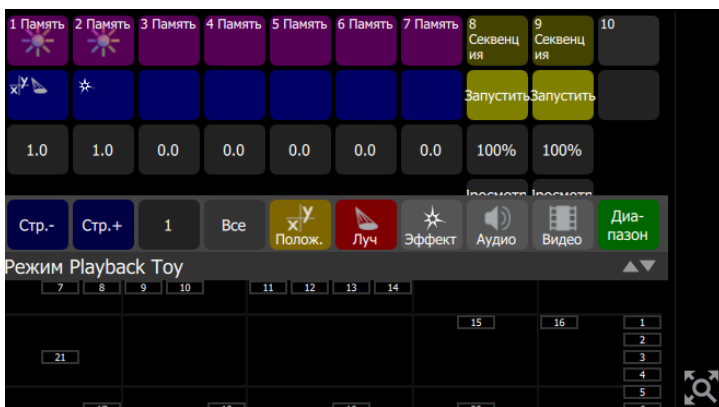 1 Память 2 Память 3 Память 4 Память 5 Память 6 Память 7 Память 8 Секвенция 9 Секвенция 10
x y Запустить Запустить
1.0 1.0 0.0 0.0 0.0 0.0 0.0 100% 100%
Стр.- Стр.+ 1 Все x y Полож. Луч Эффект Аудио Видео Диа-пазон
Режим Playback Toy
7 8 9 10 11 12 13 14
15 16 1
2
21 3
4
5